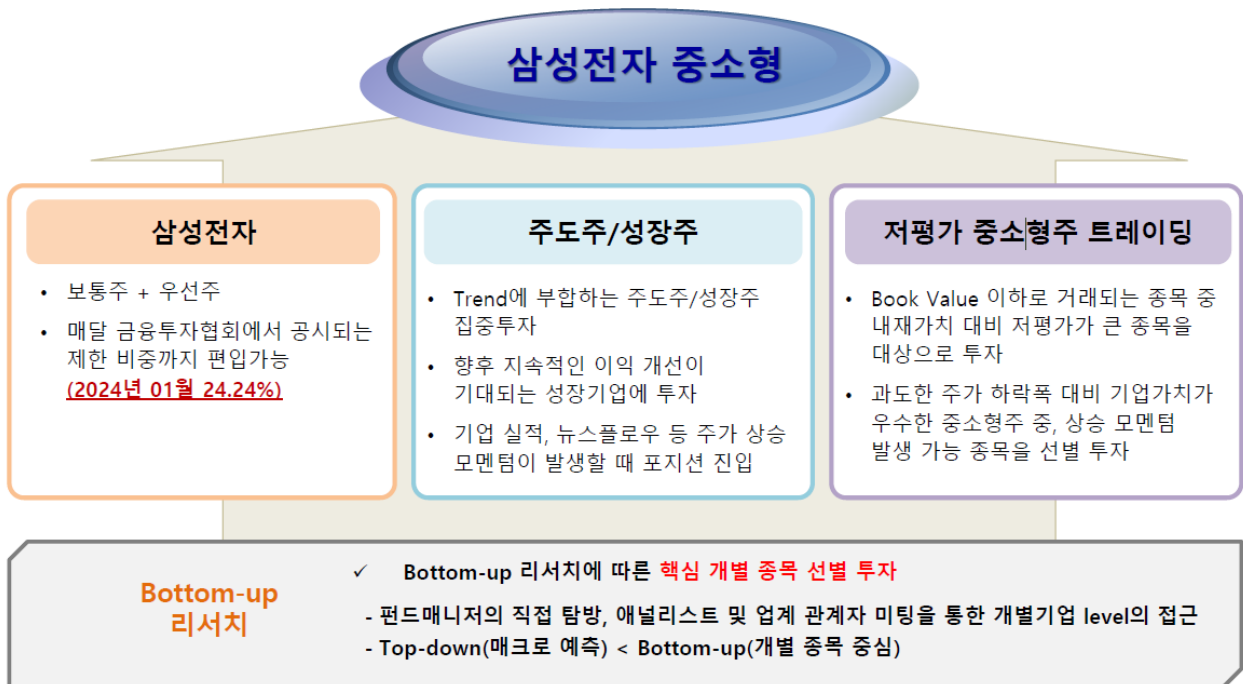 삼성전자 중소형
삼성전자
• 보통주 + 우선주
• 매달 금융투자협회에서 공시되는
제한 비중까지 편입가능
(2024년 01월 24.24%)
주도주/성장주
• Trend에 부합하는 주도주/성장주
집중투자
• 향후 지속적인 이익 개선이
기대되는 성장기업에 투자
• 기업 실적, 뉴스플로우 등 주가 상승
모멘텀이 발생할 때 포지션 진입
저평가 중소형주 트레이딩
• Book Value 이하로 거래되는 종목 중
내재가치 대비 저평가가 큰 종목을
대상으로 투자
• 과도한 주가 하락폭 대비 기업가치가
우수한 중소형주 중, 상승 모멘텀
발생 가능 종목을 선별 투자
Bottom-up
리서치
✓ Bottom-up 리서치에 따른 핵심 개별 종목 선별 투자
- 펀드매니저의 직접 탐방, 애널리스트 및 업계 관계자 미팅을 통한 개별기업 level의 접근
- Top-down(매크로 예측) < Bottom-up(개별 종목 중심)